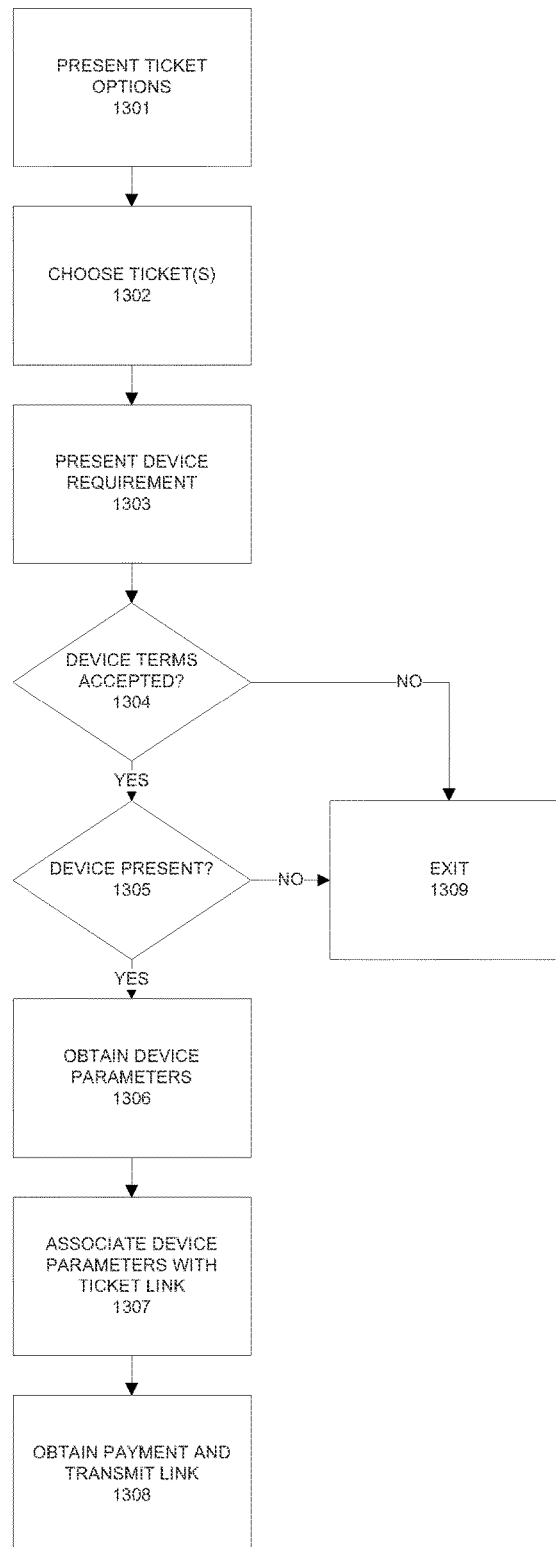 PRESENT TICKET
OPTIONS
1301
CHOOSE TICKET(S)
1302
PRESENT DEVICE
REQUIREMENT
1303
DEVICE TERMS
ACCEPTED?
1304
NO
YES
DEVICE PRESENT?
1305
NO
EXIT
1309
YES
OBTAIN DEVICE
PARAMETERS
1306
ASSOCIATE DEVICE
PARAMETERS WITH
TICKET LINK
1307
OBTAIN PAYMENT AND
TRANSMIT LINK
1308